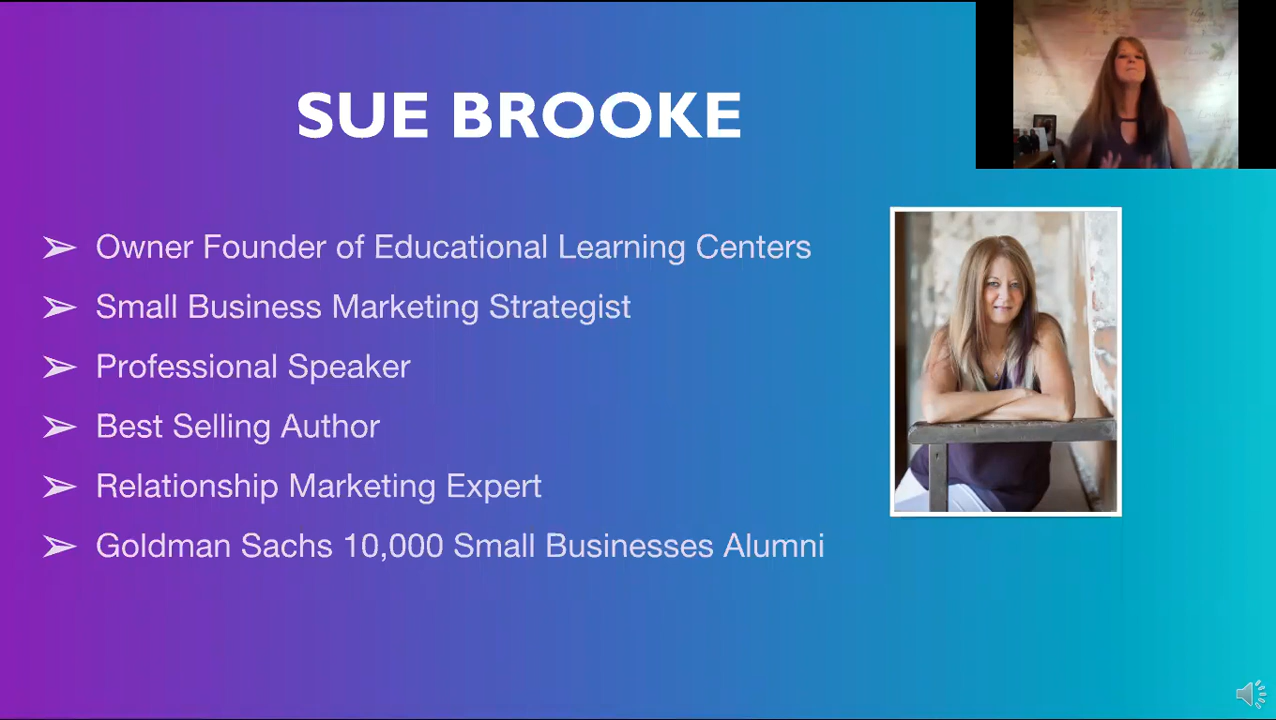 SUE BROOKE
➢ Owner Founder of Educational Learning Centers
➢ Small Business Marketing Strategist
➢ Professional Speaker
➢ Best Selling Author
➢ Relationship Marketing Expert
➢ Goldman Sachs 10,000 Small Businesses Alumni